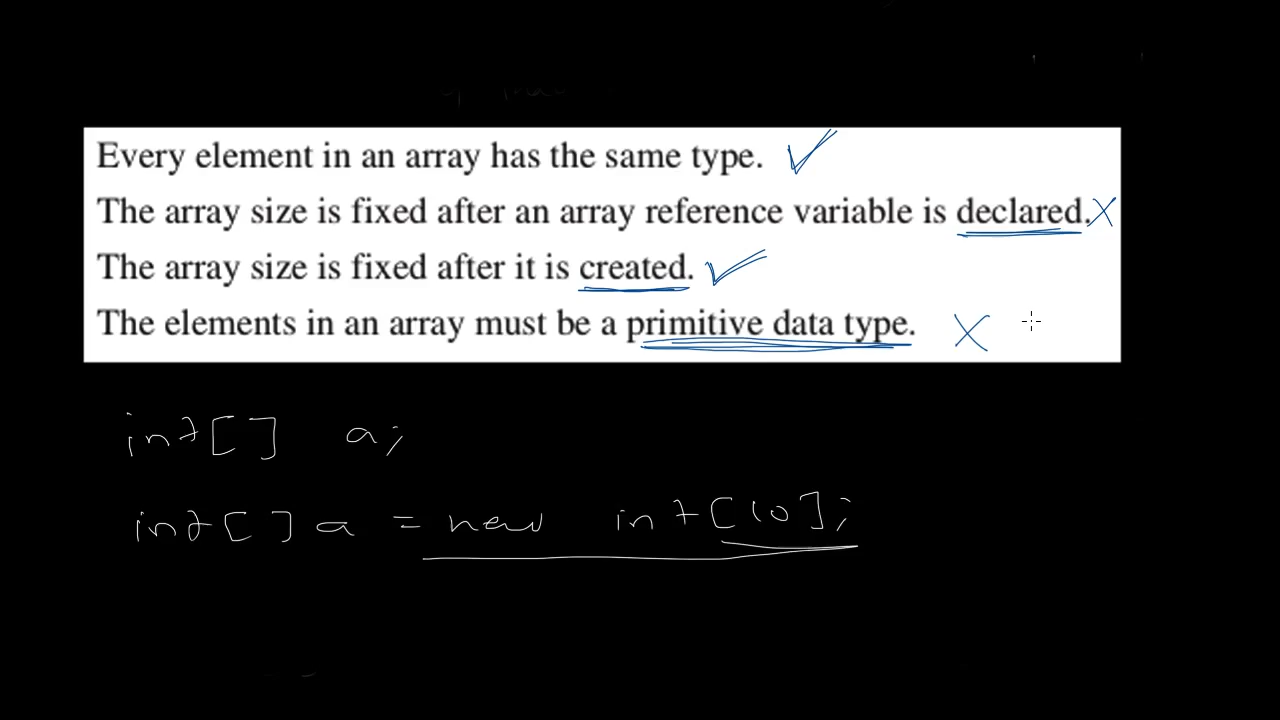 Every element in an array has the same type. ✓
The array size is fixed after an array reference variable is declared. X
The array size is fixed after it is created. ✓
The elements in an array must be a primitive data type. X
int[] a;
int[] a = new int[10];